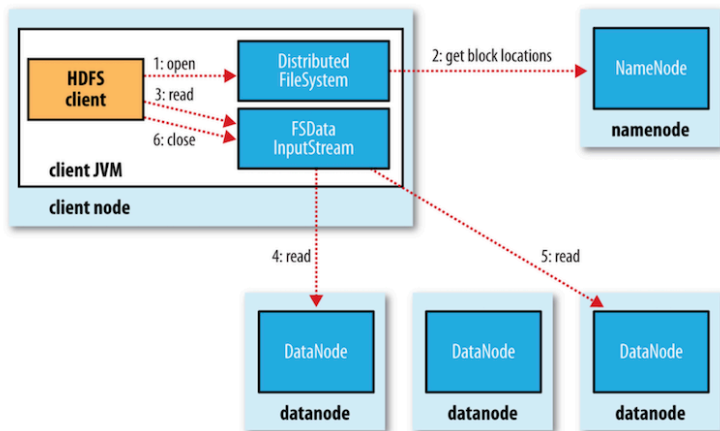 HDFS
client
1: open
3: read
6: close
Distributed
FileSystem
FSData
InputStream
client JVM
client node
2: get block locations
NameNode
namenode
4: read
5: read
DataNode
datanode
DataNode
datanode
DataNode
datanode